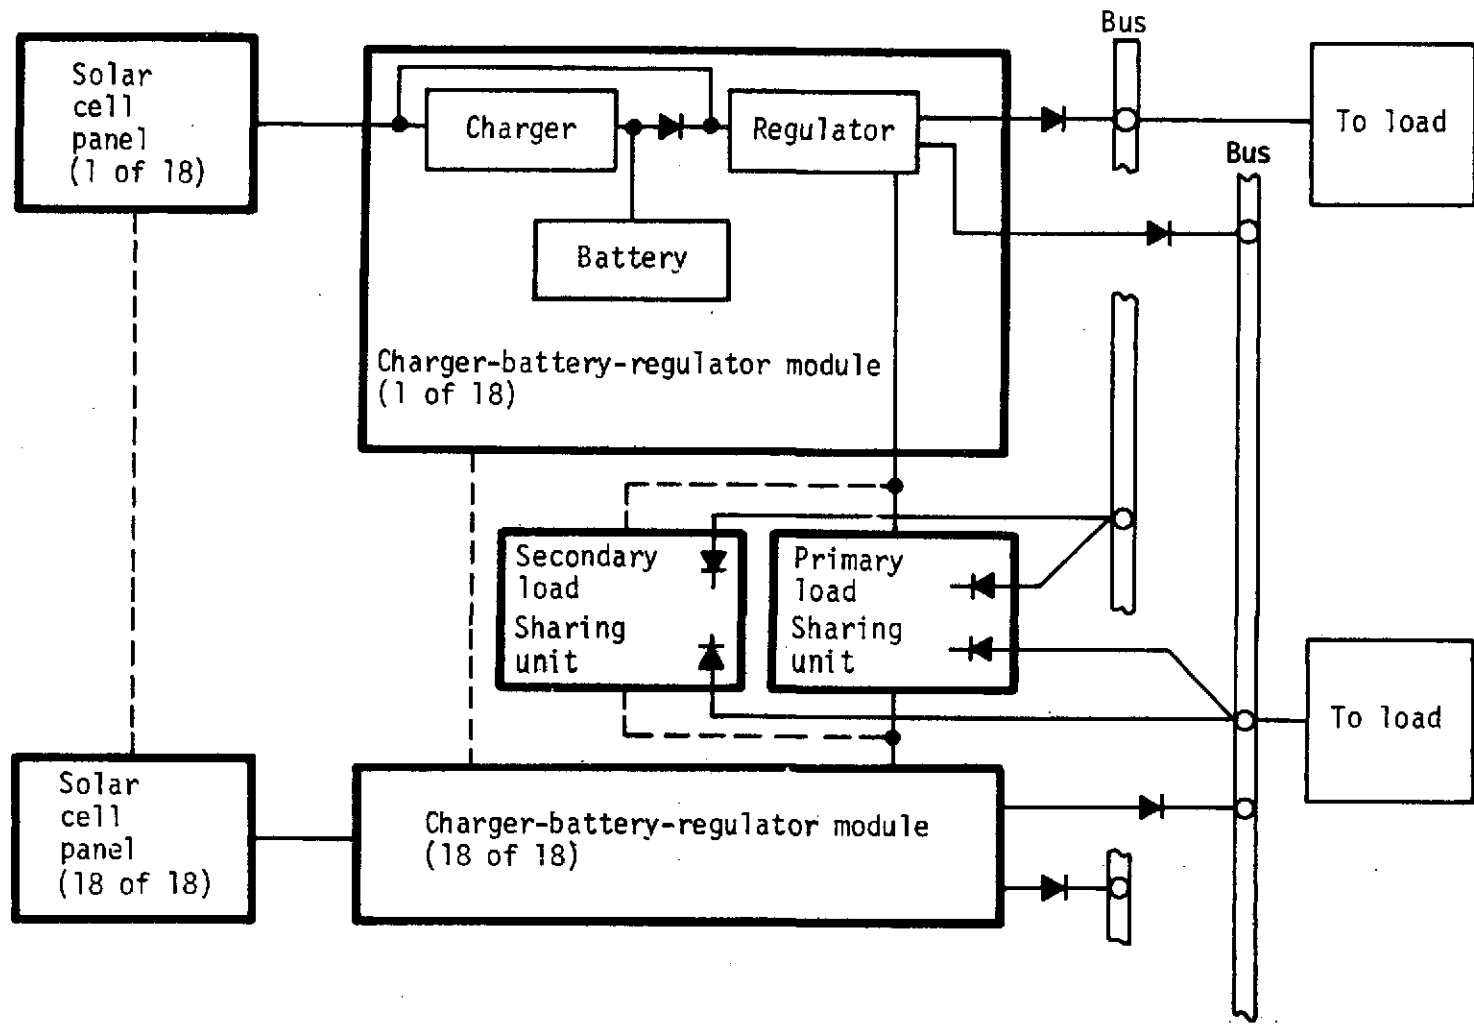 Bus
Solar
cell
panel
(1 of 18)
Charger
Regulator
To load
Bus
Battery
Charger-battery-regulator module
(1 of 18)
Secondary
load
Sharing
unit
Primary
load
Sharing
unit
To load
Solar
cell
panel
(18 of 18)
Charger-battery-regulator module
(18 of 18)